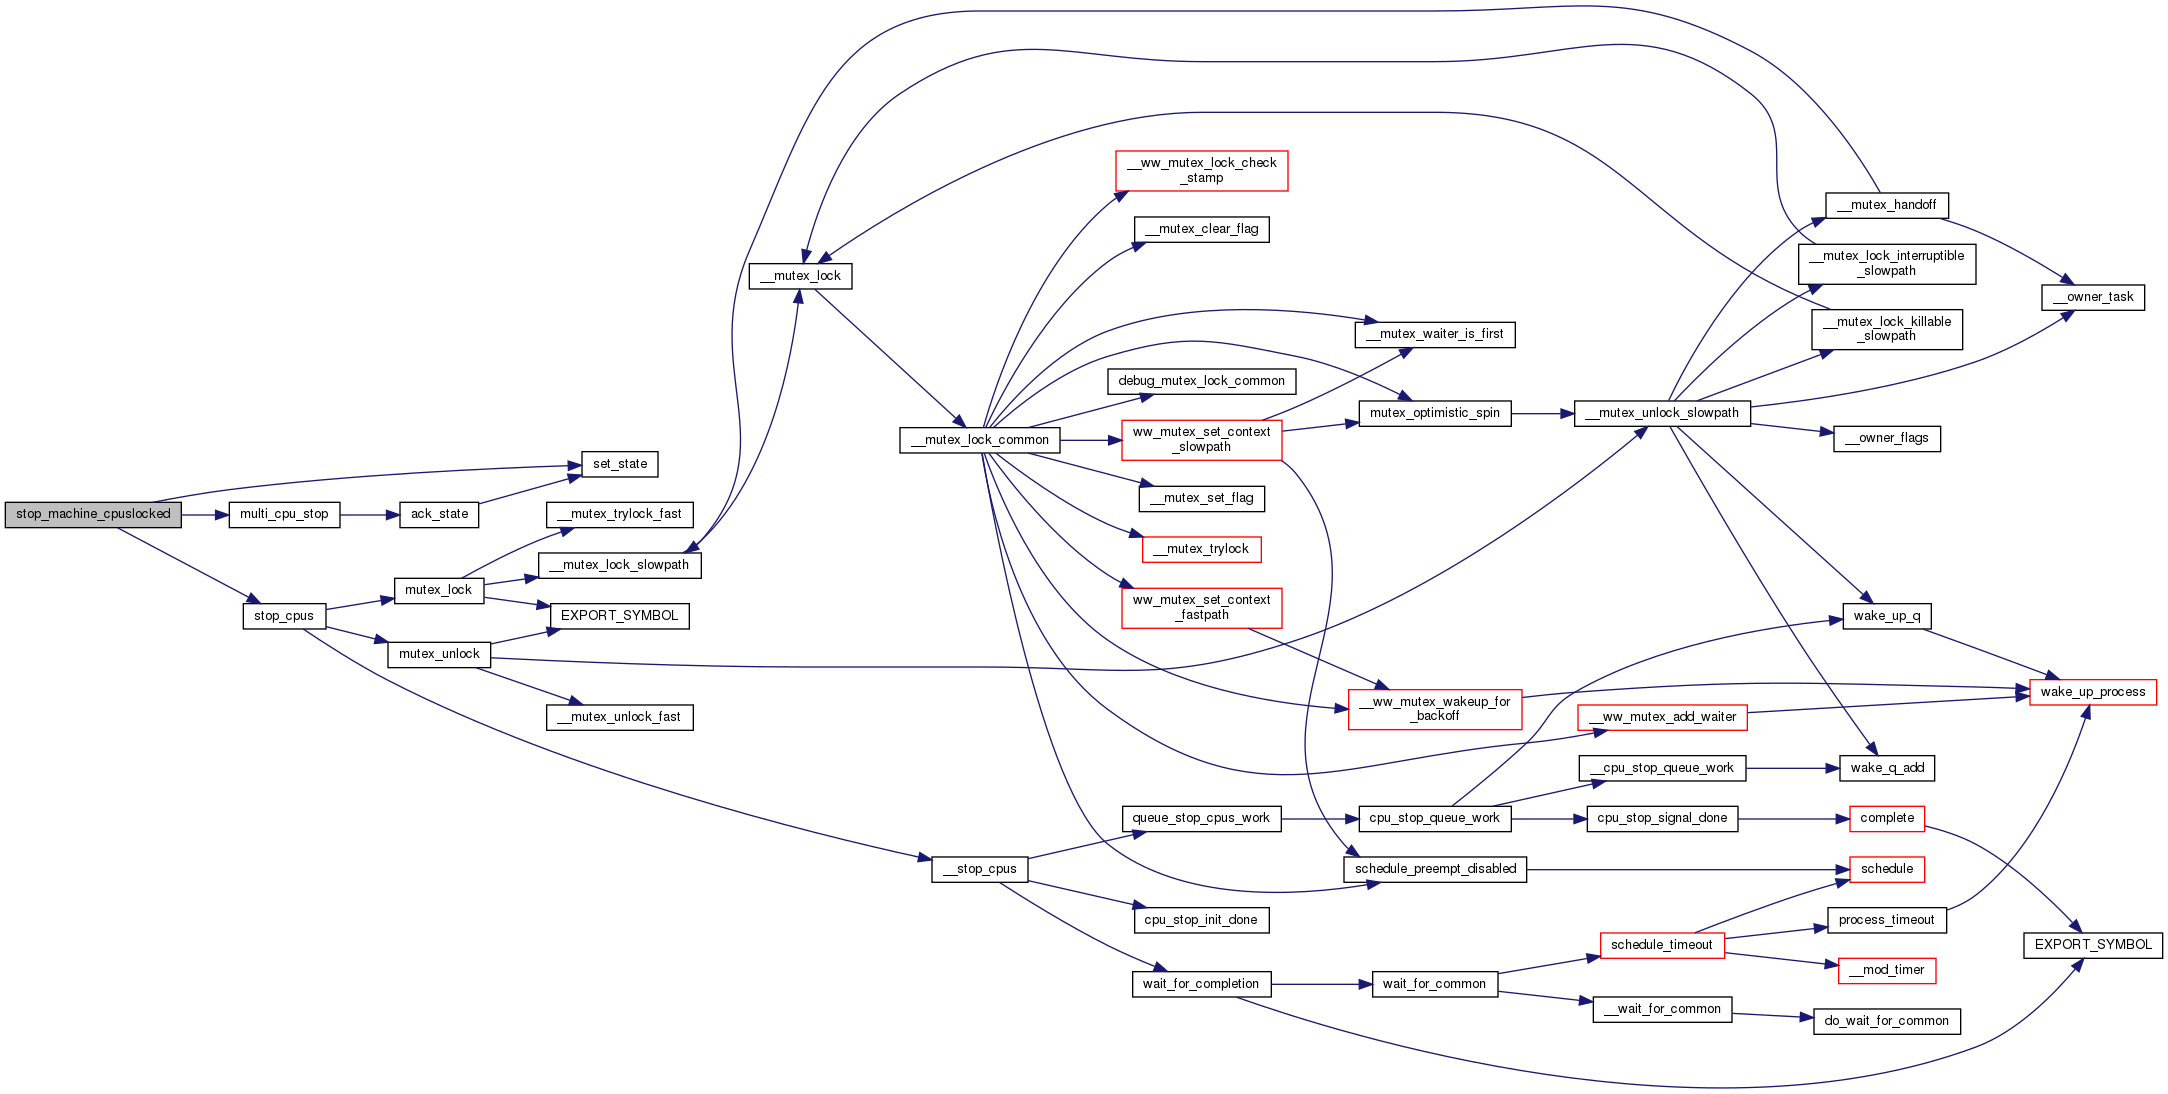 stop_machine_cpuslocked
set_state
multi_cpu_stop
ack_state
stop_cpus
mutex_lock
__mutex_trylock_fast
__mutex_lock_slowpath
EXPORT_SYMBOL
mutex_unlock
__mutex_unlock_fast
__mutex_lock
__mutex_lock_common
__stop_cpus
__ww_mutex_lock_check
_stamp
__mutex_clear_flag
__mutex_waiter_is_first
debug_mutex_lock_common
mutex_optimistic_spin
ww_mutex_set_context
_slowpath
__mutex_set_flag
__mutex_trylock
ww_mutex_set_context
_fastpath
__ww_mutex_wakeup_for
_backoff
__ww_mutex_add_waiter
queue_stop_cpus_work
cpu_stop_queue_work
__cpu_stop_queue_work
cpu_stop_signal_done
schedule_preempt_disabled
cpu_stop_init_done
wait_for_completion
wait_for_common
schedule_timeout
__wait_for_common
do_wait_for_common
__mutex_unlock_slowpath
__mutex_handoff
__mutex_lock_interruptible
_slowpath
__mutex_lock_killable
_slowpath
__owner_task
__owner_flags
wake_up_q
wake_up_process
wake_q_add
complete
schedule
process_timeout
__mod_timer
EXPORT_SYMBOL